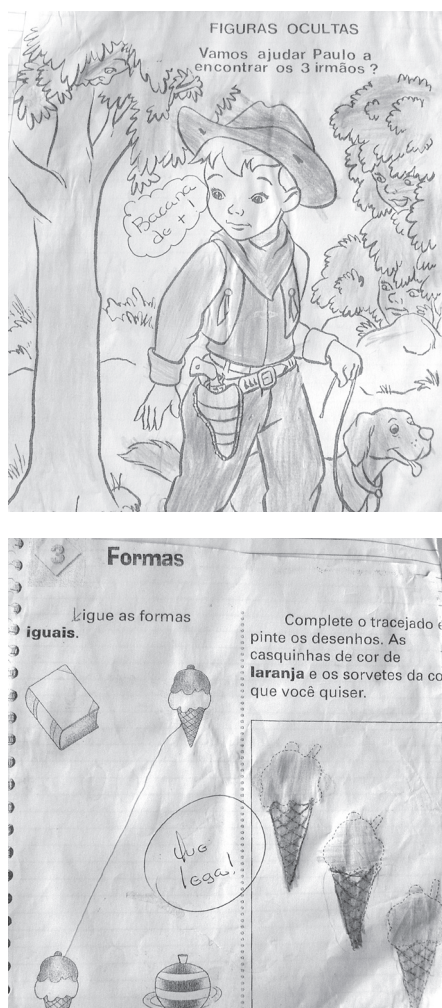 FIGURAS OCULTAS
Vamos ajudar Paulo a
encontrar os 3 irmãos ?
Bacana
de + !
3
Formas
Ligue as formas
iguais.
Complete o tracejado e
pinte os desenhos. As
casquinhas de cor de
laranja e os sorvetes da co
que você quiser.
Que
legal!